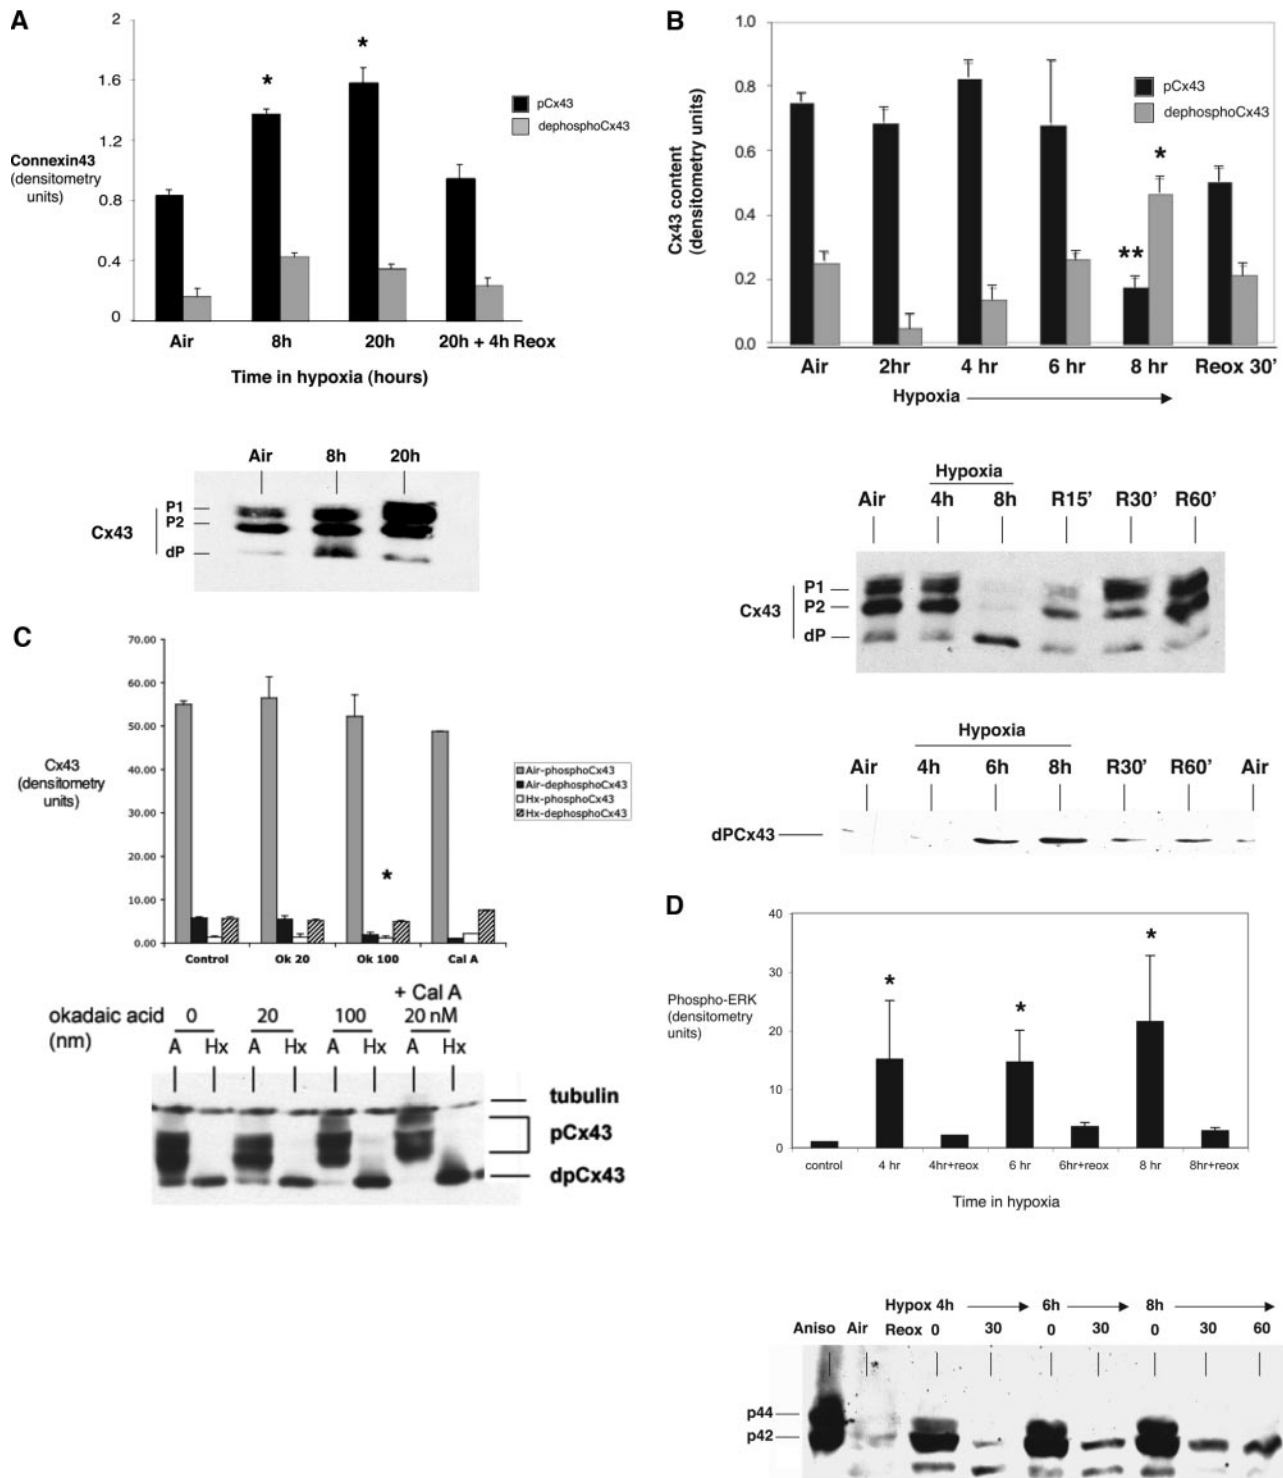 A
2
1.6
1.2
0.8
0.4
0
Connexin43
(densitometry
units)
*
*
pCx43
dephosphoCx43
Air
8h
20h
20h + 4h Reox
Time in hypoxia (hours)
Air
8h
20h
Cx43
P1
P2
dP
B
1.0
0.8
0.6
0.4
0.2
0.0
Cx43 content
(densitometry units)
pCx43
dephosphoCx43
**
*
Air
2hr
4 hr
6 hr
8 hr
Reox 30'
Hypoxia
Hypoxia
Air
4h
8h
R15'
R30'
R60'
Cx43
P1
P2
dP
Hypoxia
Air
4h
6h
8h
R30'
R60'
Air
dPCx43
C
70.00
60.00
50.00
40.00
30.00
20.00
10.00
0.00
Cx43
(densitometry
units)
*
Air-phosphoCx43
Air-dephosphoCx43
Hx-phosphoCx43
Hx-dephosphoCx43
Control
Ok 20
Ok 100
Cal A
+ Cal A
okadaic acid 0 20 100 20 nM
(nm)
A Hx A Hx A Hx A Hx
tubulin
pCx43
dpCx43
D
40
30
20
10
0
Phospho-ERK
(densitometry
units)
*
*
*
control
4 hr
4hr+reox
6 hr
6hr+reox
8 hr
8hr+reox
Time in hypoxia
Hypox 4h 6h 8h
Aniso Air Reox 0 30 0 30 0 30 60
p44
p42